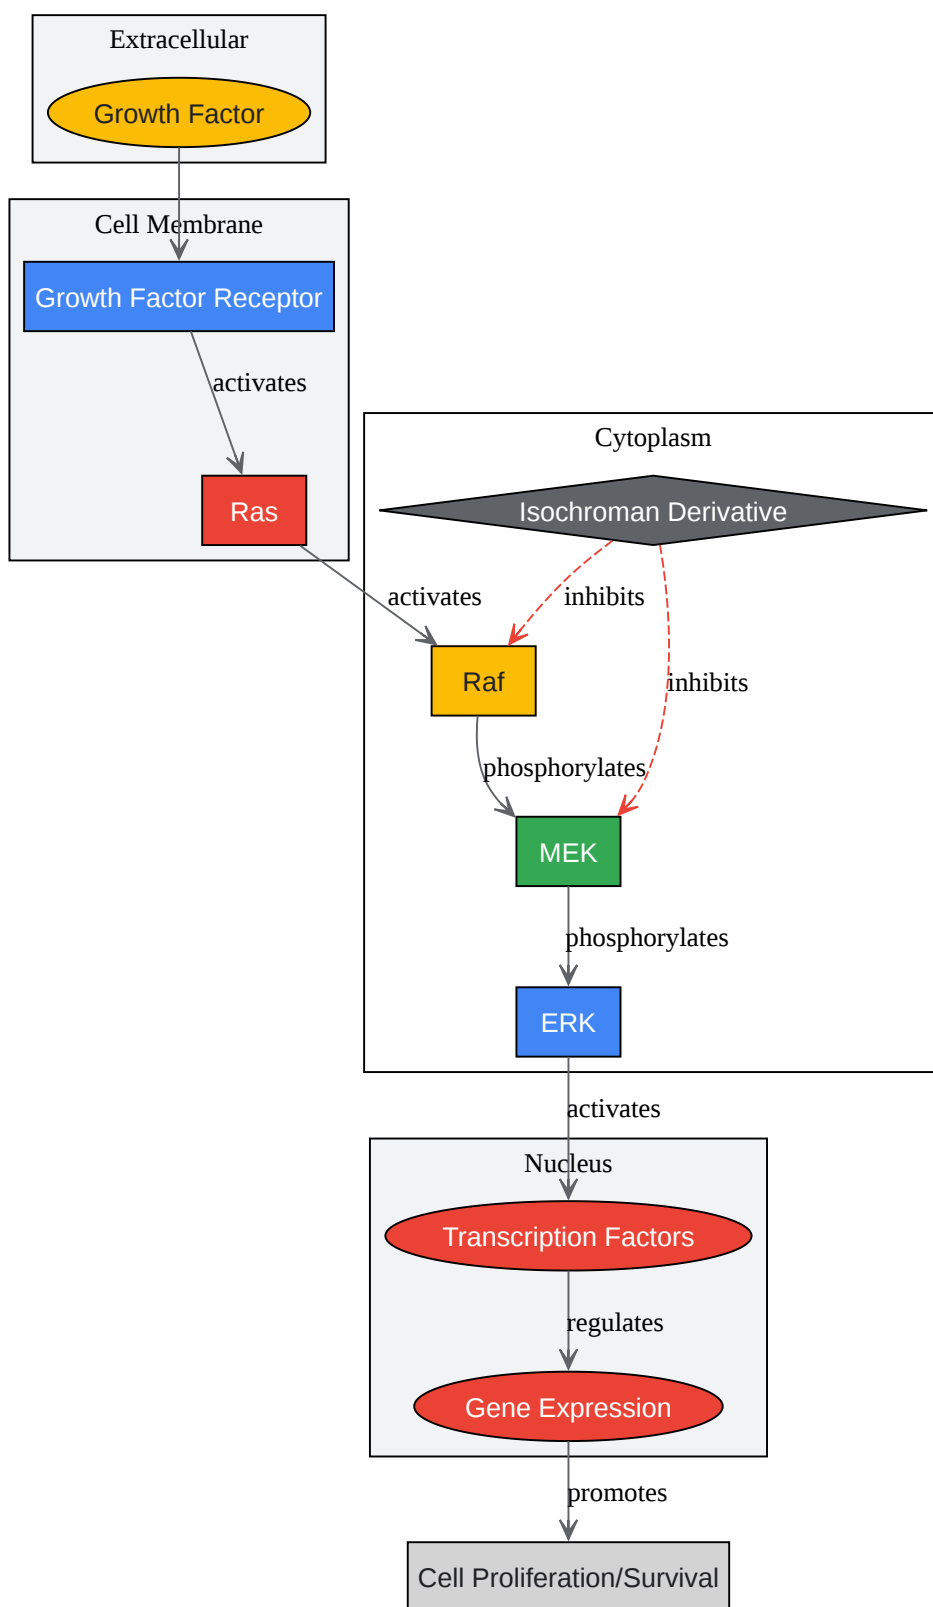 Extracellular
Growth Factor
Cell Membrane
Growth Factor Receptor
activates
Cytoplasm
Ras
Isochroman Derivative
activates
inhibits
Raf
inhibits
phosphorylates
MEK
phosphorylates
ERK
activates
Nucleus
Transcription Factors
regulates
Gene Expression
promotes
Cell Proliferation/Survival